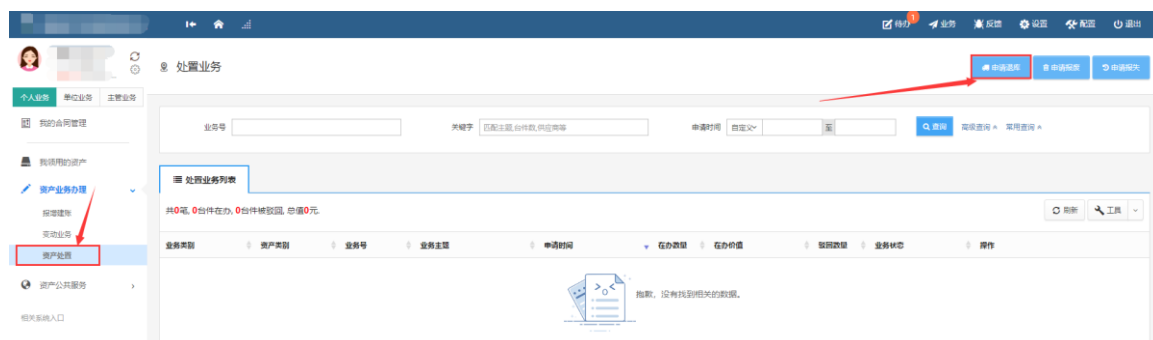 1
待办 业务 反馈 设置 配置 退出
处置业务
申请退库 申请报废 申请报失
个人业务 单位业务 主管业务
我的合同管理
业务号 关键字 匹配主题,台件数,供应商等 申请时间 自定义 至 查询 高级查询 常用查询
我领用的资产
处置业务列表
资产业务办理
共0笔, 0台件在办, 0台件被驳回, 总值0元.
刷新 工具
报增建账
变动业务
业务类别 资产类别 业务号 业务主题 申请时间 在办数量 在办价值 驳回数量 业务状态 操作
资产处置
资产公共服务
抱歉，没有找到相关的数据。
相关系统入口